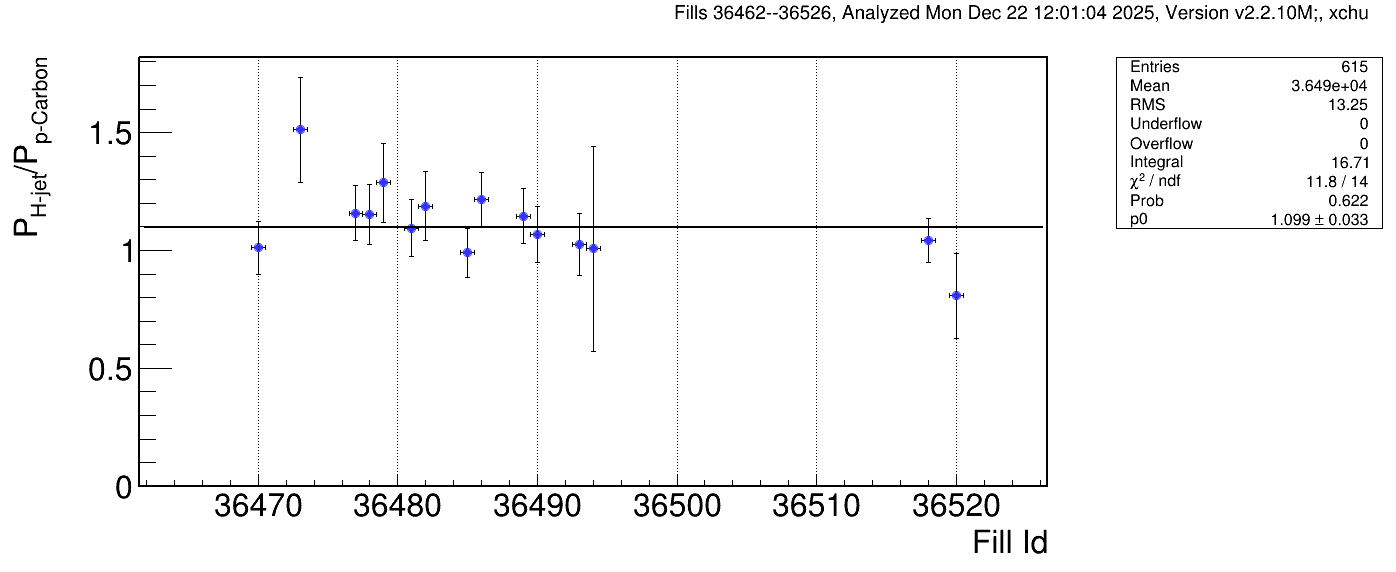 Fills 36462--36526, Analyzed Mon Dec 22 12:01:04 2025, Version v2.2.10M;, xchu
P_H-jet/P_p-Carbon
1.5
1
0.5
0
36470 36480 36490 36500 36510 36520
Fill Id
Entries 615
Mean 3.649e+04
RMS 13.25
Underflow 0
Overflow 0
Integral 16.71
χ² / ndf 11.8 / 14
Prob 0.622
p0 1.099 ± 0.033